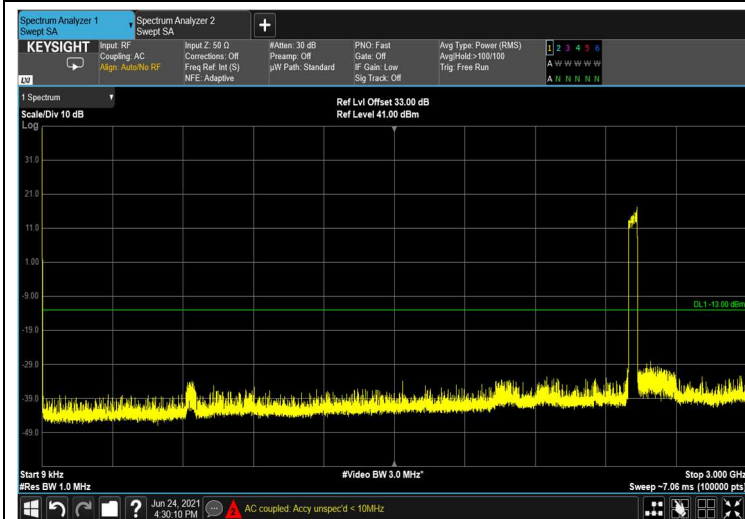 Spectrum Analyzer 1
Swept SA
Spectrum Analyzer 2
Swept SA
+
KEYSIGHT
LXI
Input: RF
Coupling: AC
Align: Auto/No RF
Input Z: 50 Ω
Corrections: Off
Freq Ref: Int (S)
NFE: Adaptive
#Atten: 30 dB
Preamp: Off
µW Path: Standard
PNO: Fast
Gate: Off
IF Gain: Low
Sig Track: Off
Avg Type: Power (RMS)
Avg|Hold:>100/100
Trig: Free Run
1 2 3 4 5 6
A W W W W W
A N N N N N
1 Spectrum
Scale/Div 10 dB
Ref Lvl Offset 33.00 dB
Ref Level 41.00 dBm
Log
31.0
21.0
11.0
1.00
-9.00
DL1 -13.00 dBm
-19.0
-29.0
-39.0
-49.0
Start 9 kHz
#Video BW 3.0 MHz*
Stop 3.000 GHz
#Res BW 1.0 MHz
Sweep ~7.06 ms (100000 pts)
?
Jun 24, 2021
4:30:10 PM
2
AC coupled: Accy unspec'd < 10MHz